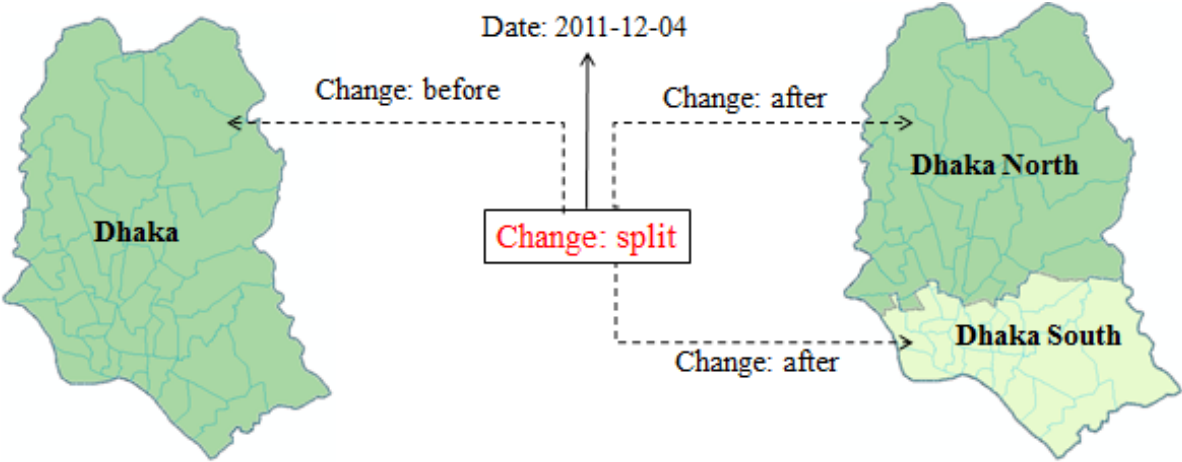 Date: 2011-12-04
Change: before
Change: after
Dhaka North
Dhaka
Change: split
Dhaka South
Change: after